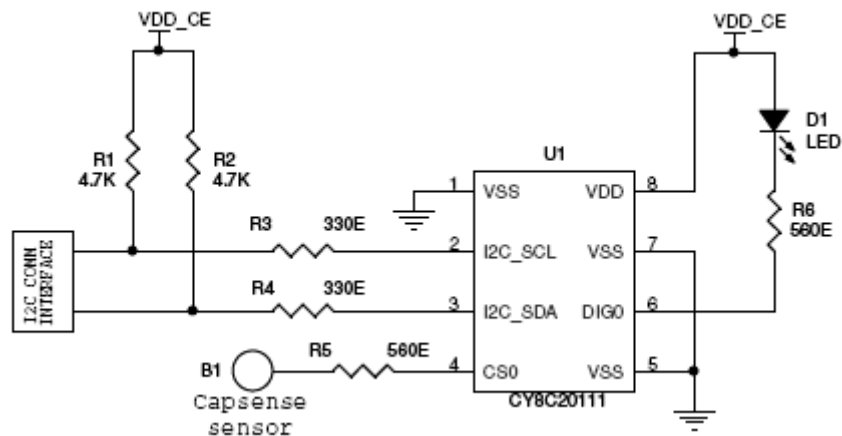 VDD_CE
VDD_CE
R1
4.7K
R2
4.7K
D1
LED
U1
R6
560E
I2C CONN
INTERFACE
R3 330E
R4 330E
R5 560E
B1
Capsense
sensor
1 VSS VDD 8
2 I2C_SCL VSS 7
3 I2C_SDA DIG0 6
4 CS0 VSS 5
CY8C20111